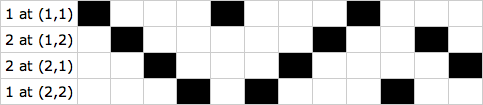 1 at (1,1)
2 at (1,2)
2 at (2,1)
1 at (2,2)